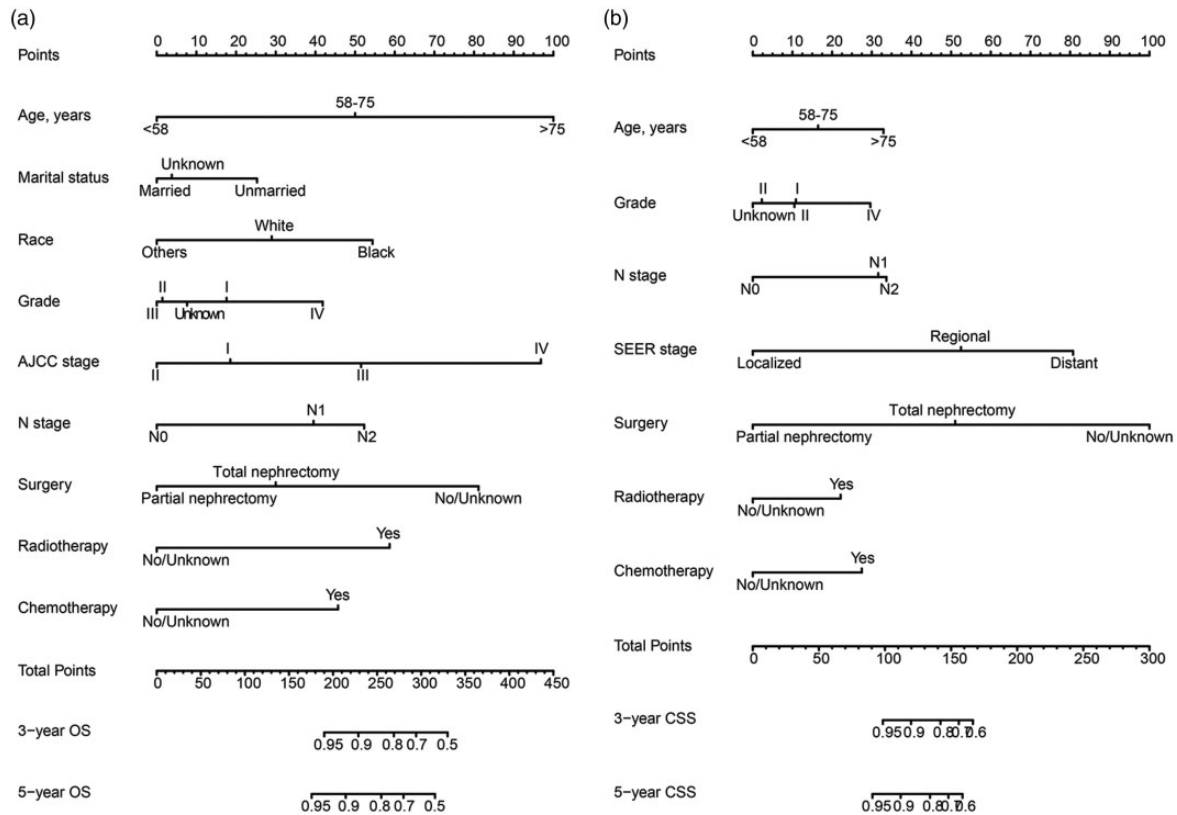 (a)
Points 0 10 20 30 40 50 60 70 80 90 100
58-75
Age, years
<58 >75
Unknown
Marital status
Married Unmarried
White
Race
Others Black
II I
Grade
III Unknown IV
I IV
AJCC stage
II III
N1
N stage
N0 N2
Total nephrectomy
Surgery
Partial nephrectomy No/Unknown
Yes
Radiotherapy
No/Unknown
Yes
Chemotherapy
No/Unknown
Total Points
0 50 100 150 200 250 300 350 400 450
3−year OS
0.95 0.9 0.8 0.7 0.5
5−year OS
0.95 0.9 0.8 0.7 0.5
(b)
Points 0 10 20 30 40 50 60 70 80 90 100
58-75
Age, years
<58 >75
II I
Grade
Unknown II IV
N1
N stage
N0 N2
Regional
SEER stage
Localized Distant
Total nephrectomy
Surgery
Partial nephrectomy No/Unknown
Yes
Radiotherapy
No/Unknown
Yes
Chemotherapy
No/Unknown
Total Points
0 50 100 150 200 250 300
3−year CSS
0.95 0.9 0.8 0.7 0.6
5−year CSS
0.95 0.9 0.8 0.7 0.6